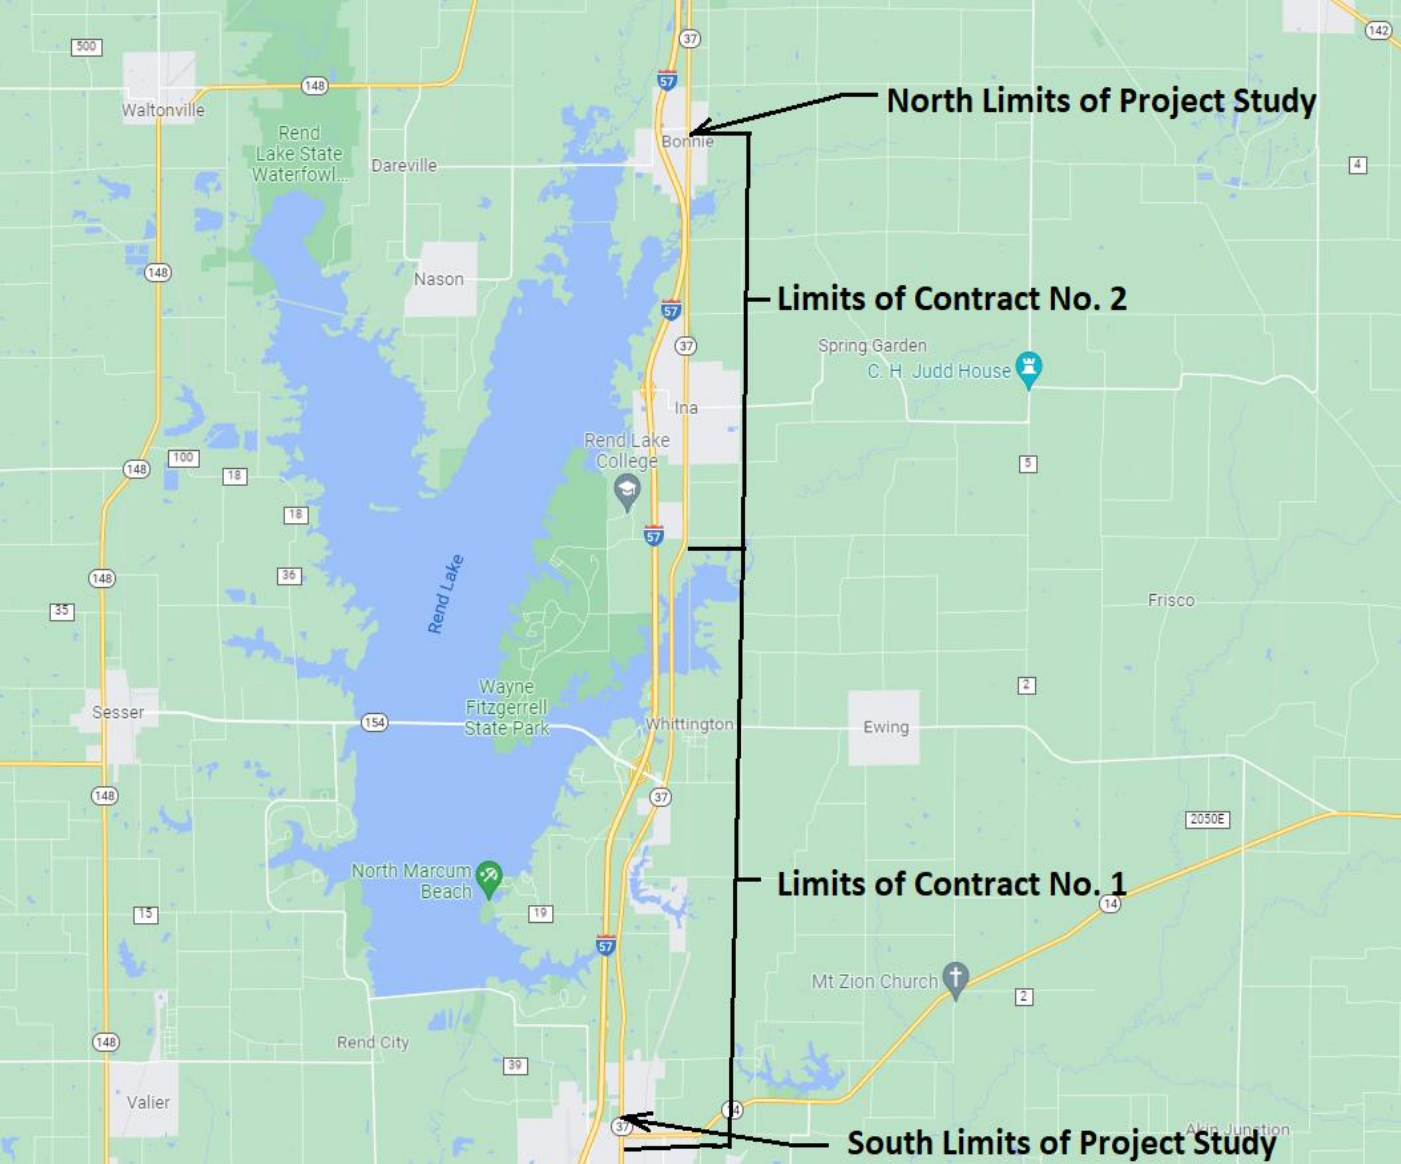 37
142
500
57
North Limits of Project Study
148
Waltonville
Rend
Lake State
Waterfowl...
Bonnie
Dareville
4
148
Nason
Limits of Contract No. 2
57
37
Spring Garden
C. H. Judd House
Ina
Rend Lake
College
100
148
18
5
18
57
Rend Lake
36
148
35
Frisco
2
Wayne
Fitzgerrell
State Park
Sesser
154
Whittington
Ewing
148
37
2050E
North Marcum
Beach
Limits of Contract No. 1
14
15
19
57
Mt Zion Church
2
148
Rend City
39
Valier
37
14
Akin Junction
South Limits of Project Study